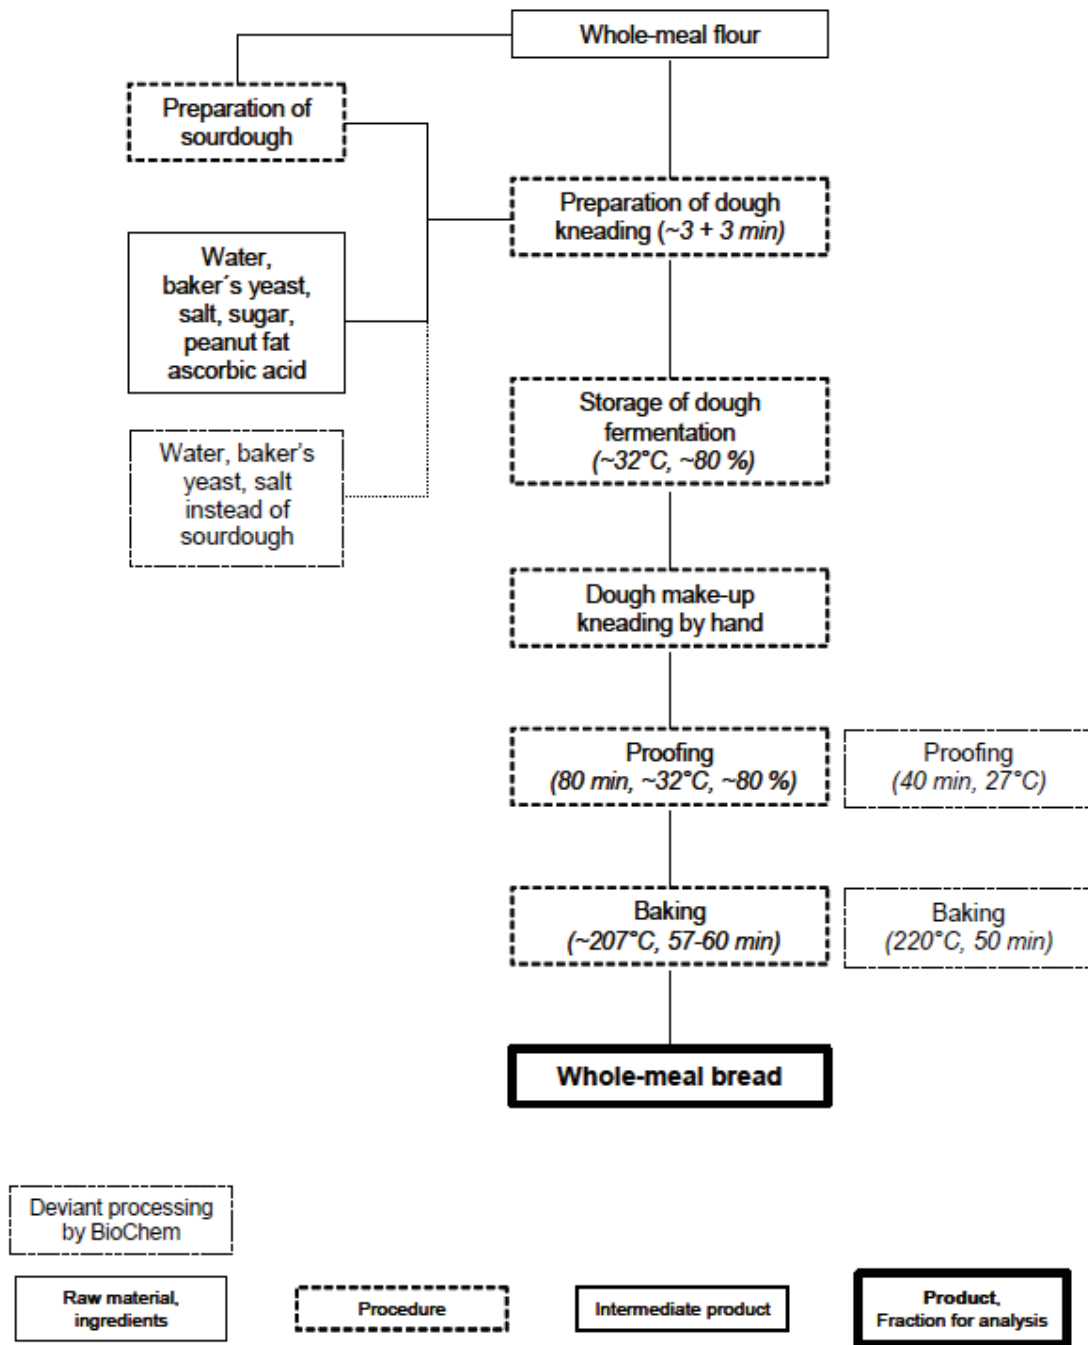 Whole-meal flour
Preparation of
sourdough
Preparation of dough
kneading (~3 + 3 min)
Water,
baker´s yeast,
salt, sugar,
peanut fat
ascorbic acid
Storage of dough
fermentation
(~32°C, ~80 %)
Water, baker's
yeast, salt
instead of
sourdough
Dough make-up
kneading by hand
Proofing
(80 min, ~32°C, ~80 %)
Proofing
(40 min, 27°C)
Baking
(~207°C, 57-60 min)
Baking
(220°C, 50 min)
Whole-meal bread
Deviant processing
by BioChem
Raw material,
ingredients
Procedure
Intermediate product
Product,
Fraction for analysis